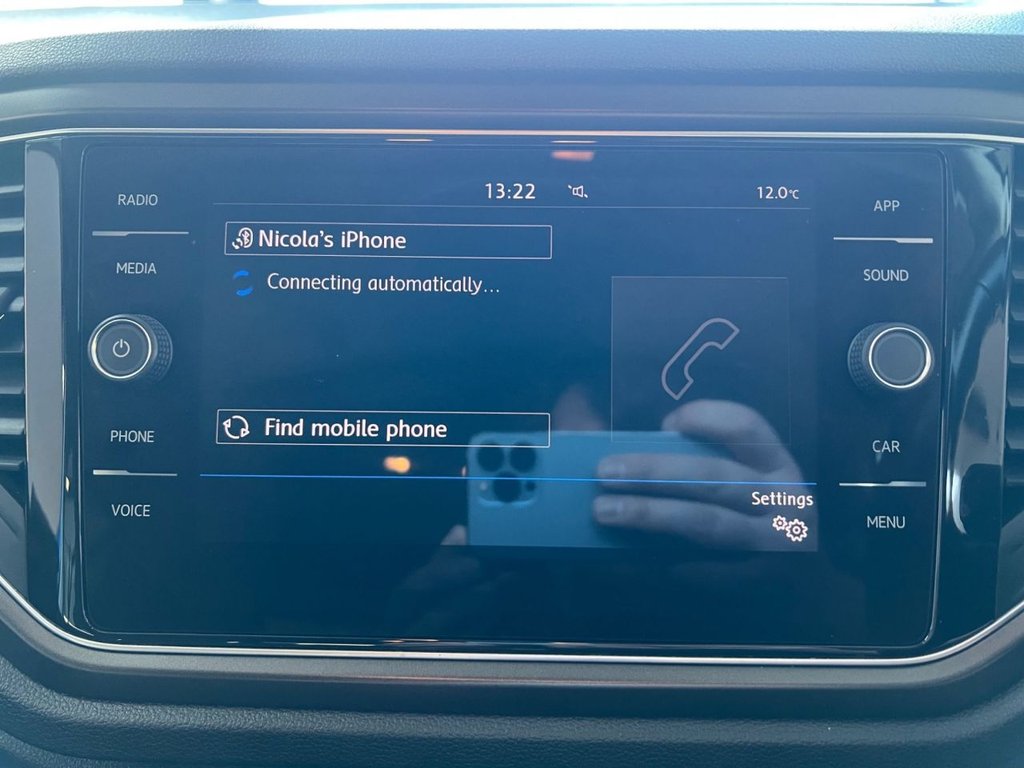 RADIO
MEDIA
PHONE
VOICE
13:22
12.0°C
Nicola's iPhone
Connecting automatically...
Find mobile phone
Settings
APP
SOUND
CAR
MENU